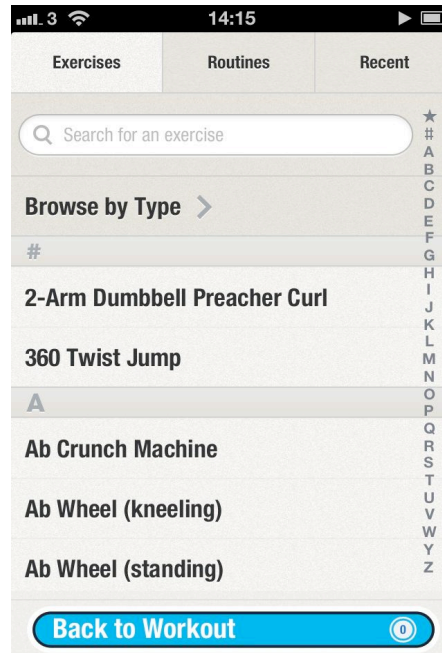 3 14:15
Exercises Routines Recent
Search for an exercise
Browse by Type
#
2-Arm Dumbbell Preacher Curl
360 Twist Jump
A
Ab Crunch Machine
Ab Wheel (kneeling)
Ab Wheel (standing)
Back to Workout 0
★
#
A
B
C
D
E
F
G
H
I
J
K
L
M
N
O
P
Q
R
S
T
U
V
W
Y
Z